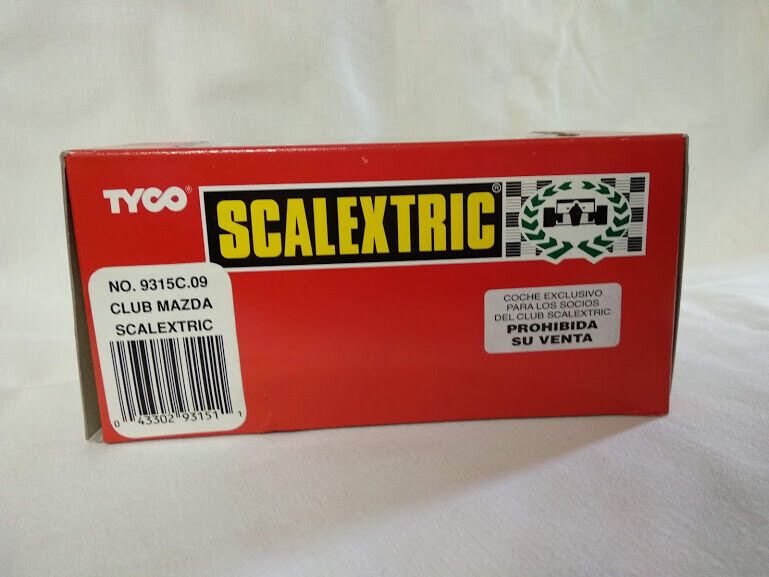 TYCO®
SCALEXTRIC®
NO. 9315C.09
CLUB MAZDA
SCALEXTRIC
0 43302 93151 1
COCHE EXCLUSIVO
PARA LOS SOCIOS
DEL CLUB SCALEXTRIC
PROHIBIDA
SU VENTA